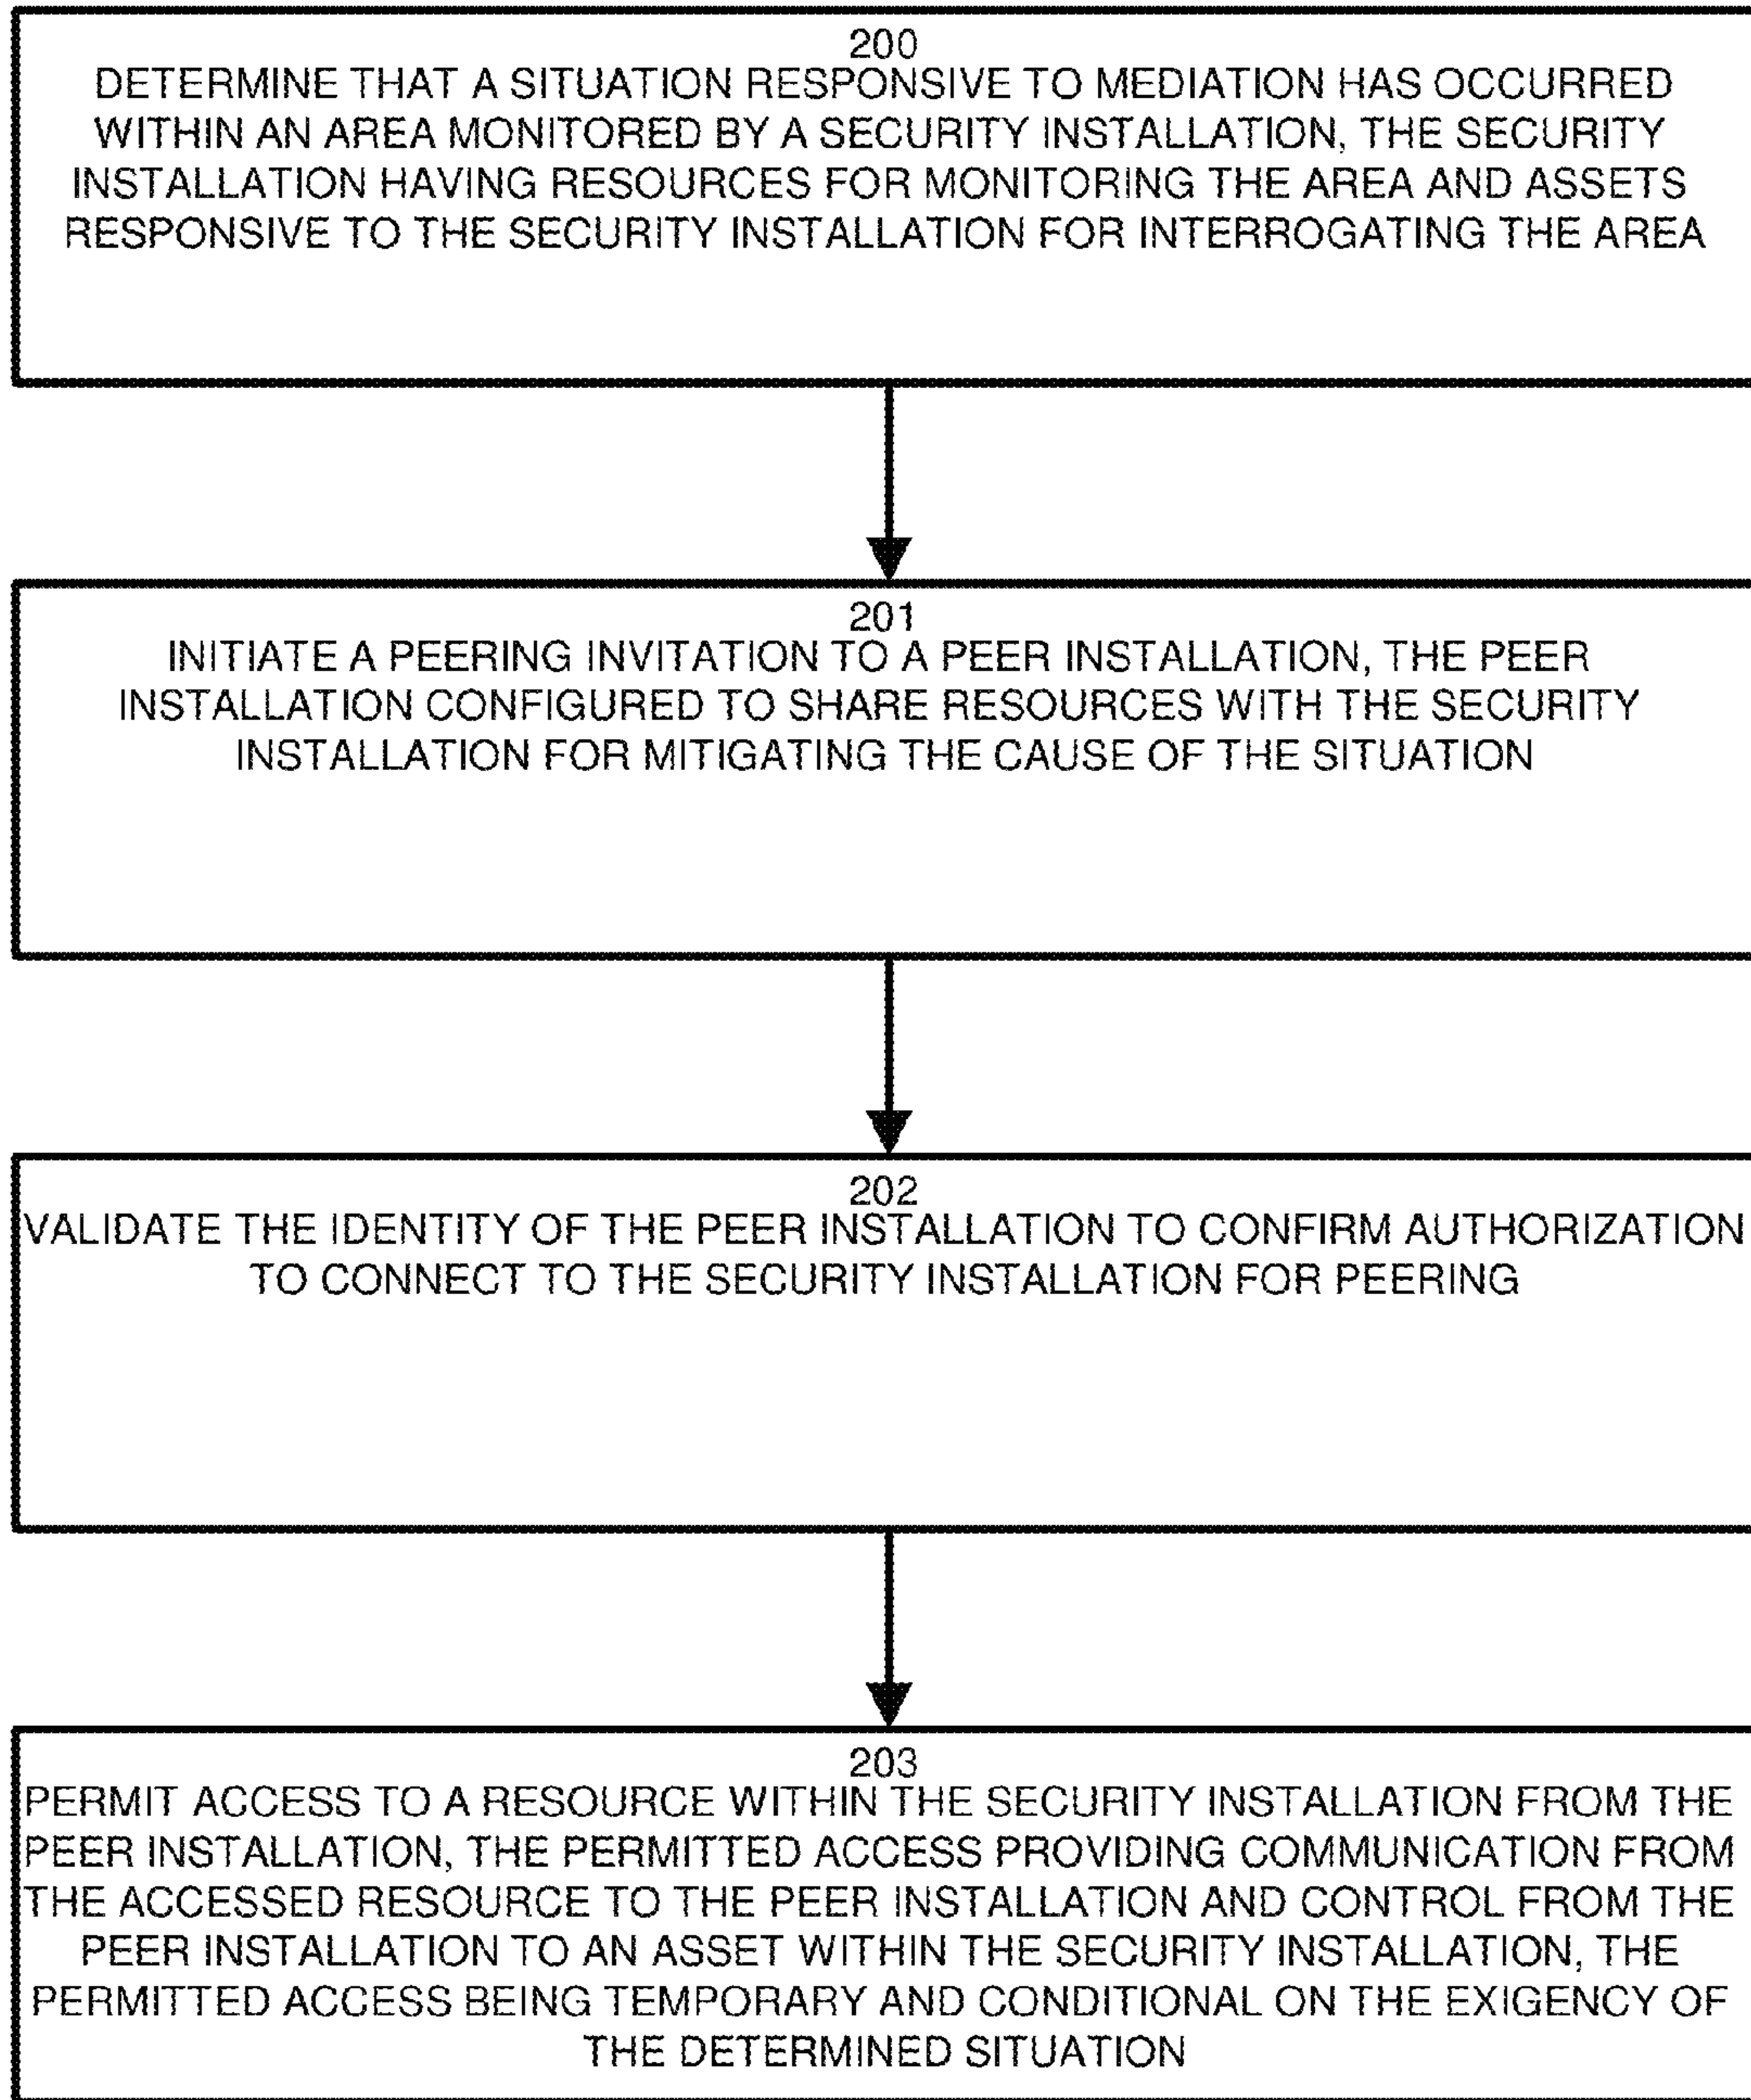 200
DETERMINE THAT A SITUATION RESPONSIVE TO MEDIATION HAS OCCURRED
WITHIN AN AREA MONITORED BY A SECURITY INSTALLATION, THE SECURITY
INSTALLATION HAVING RESOURCES FOR MONITORING THE AREA AND ASSETS
RESPONSIVE TO THE SECURITY INSTALLATION FOR INTERROGATING THE AREA
201
INITIATE A PEERING INVITATION TO A PEER INSTALLATION, THE PEER
INSTALLATION CONFIGURED TO SHARE RESOURCES WITH THE SECURITY
INSTALLATION FOR MITIGATING THE CAUSE OF THE SITUATION
202
VALIDATE THE IDENTITY OF THE PEER INSTALLATION TO CONFIRM AUTHORIZATION
TO CONNECT TO THE SECURITY INSTALLATION FOR PEERING
203
PERMIT ACCESS TO A RESOURCE WITHIN THE SECURITY INSTALLATION FROM THE
PEER INSTALLATION, THE PERMITTED ACCESS PROVIDING COMMUNICATION FROM
THE ACCESSED RESOURCE TO THE PEER INSTALLATION AND CONTROL FROM THE
PEER INSTALLATION TO AN ASSET WITHIN THE SECURITY INSTALLATION, THE
PERMITTED ACCESS BEING TEMPORARY AND CONDITIONAL ON THE EXIGENCY OF
THE DETERMINED SITUATION